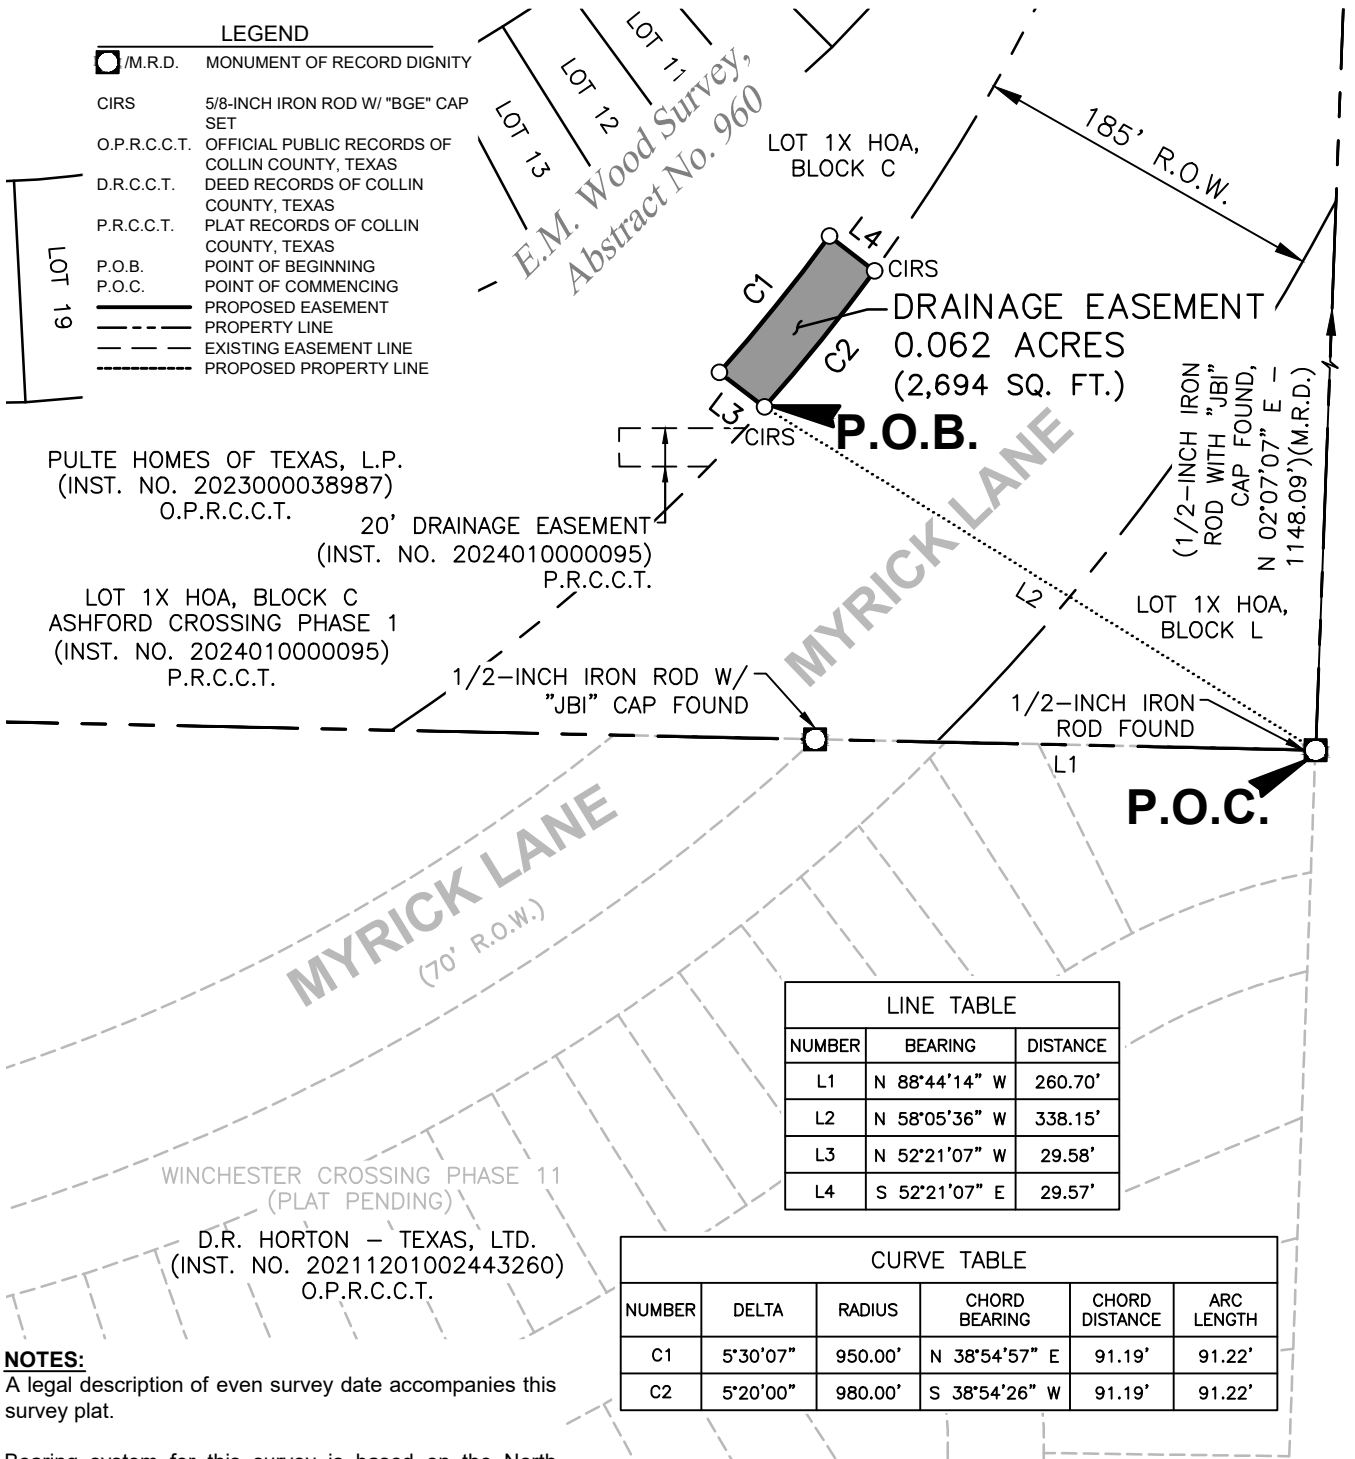 LEGEND
/M.R.D. MONUMENT OF RECORD DIGNITY
CIRS 5/8-INCH IRON ROD W/ "BGE" CAP
SET
O.P.R.C.C.T. OFFICIAL PUBLIC RECORDS OF
COLLIN COUNTY, TEXAS
D.R.C.C.T. DEED RECORDS OF COLLIN
COUNTY, TEXAS
P.R.C.C.T. PLAT RECORDS OF COLLIN
COUNTY, TEXAS
P.O.B. POINT OF BEGINNING
P.O.C. POINT OF COMMENCING
PROPOSED EASEMENT
PROPERTY LINE
EXISTING EASEMENT LINE
PROPOSED PROPERTY LINE
LOT 11
LOT 12
LOT 13
LOT 19
E.M. Wood Survey,
Abstract No. 960
LOT 1X HOA,
BLOCK C
185' R.O.W.
L4
CIRS
C1
C2
L3
CIRS
DRAINAGE EASEMENT
0.062 ACRES
(2,694 SQ. FT.)
P.O.B.
MYRICK LANE
(1/2-INCH IRON
ROD WITH "JBI"
CAP FOUND,
N 02°07'07" E -
1148.09')(M.R.D.)
PULTE HOMES OF TEXAS, L.P.
(INST. NO. 2023000038987)
O.P.R.C.C.T.
20' DRAINAGE EASEMENT
(INST. NO. 2024010000095)
P.R.C.C.T.
LOT 1X HOA, BLOCK C
ASHFORD CROSSING PHASE 1
(INST. NO. 2024010000095)
P.R.C.C.T.
L2
LOT 1X HOA,
BLOCK L
1/2-INCH IRON ROD W/
"JBI" CAP FOUND
1/2-INCH IRON
ROD FOUND
L1
P.O.C.
MYRICK LANE
(70' R.O.W.)
LINE TABLE
NUMBER BEARING DISTANCE
L1 N 88°44'14" W 260.70'
L2 N 58°05'36" W 338.15'
L3 N 52°21'07" W 29.58'
L4 S 52°21'07" E 29.57'
WINCHESTER CROSSING PHASE 11
(PLAT PENDING)
D.R. HORTON - TEXAS, LTD.
(INST. NO. 20211201002443260)
O.P.R.C.C.T.
CURVE TABLE
NUMBER DELTA RADIUS CHORD BEARING CHORD DISTANCE ARC LENGTH
C1 5°30'07" 950.00' N 38°54'57" E 91.19' 91.22'
C2 5°20'00" 980.00' S 38°54'26" W 91.19' 91.22'
NOTES:
A legal description of even survey date accompanies this
survey plat.
Bearing system for this survey is based on the North